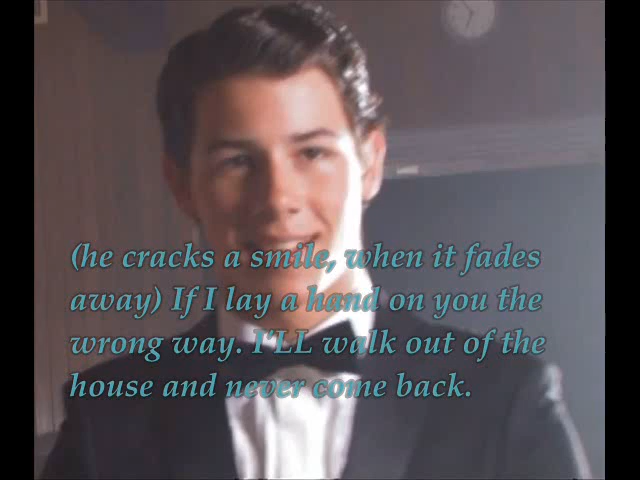 (he cracks a smile, when it fades
away) If I lay a hand on you the
wrong way. I'LL walk out of the
house and never come back.